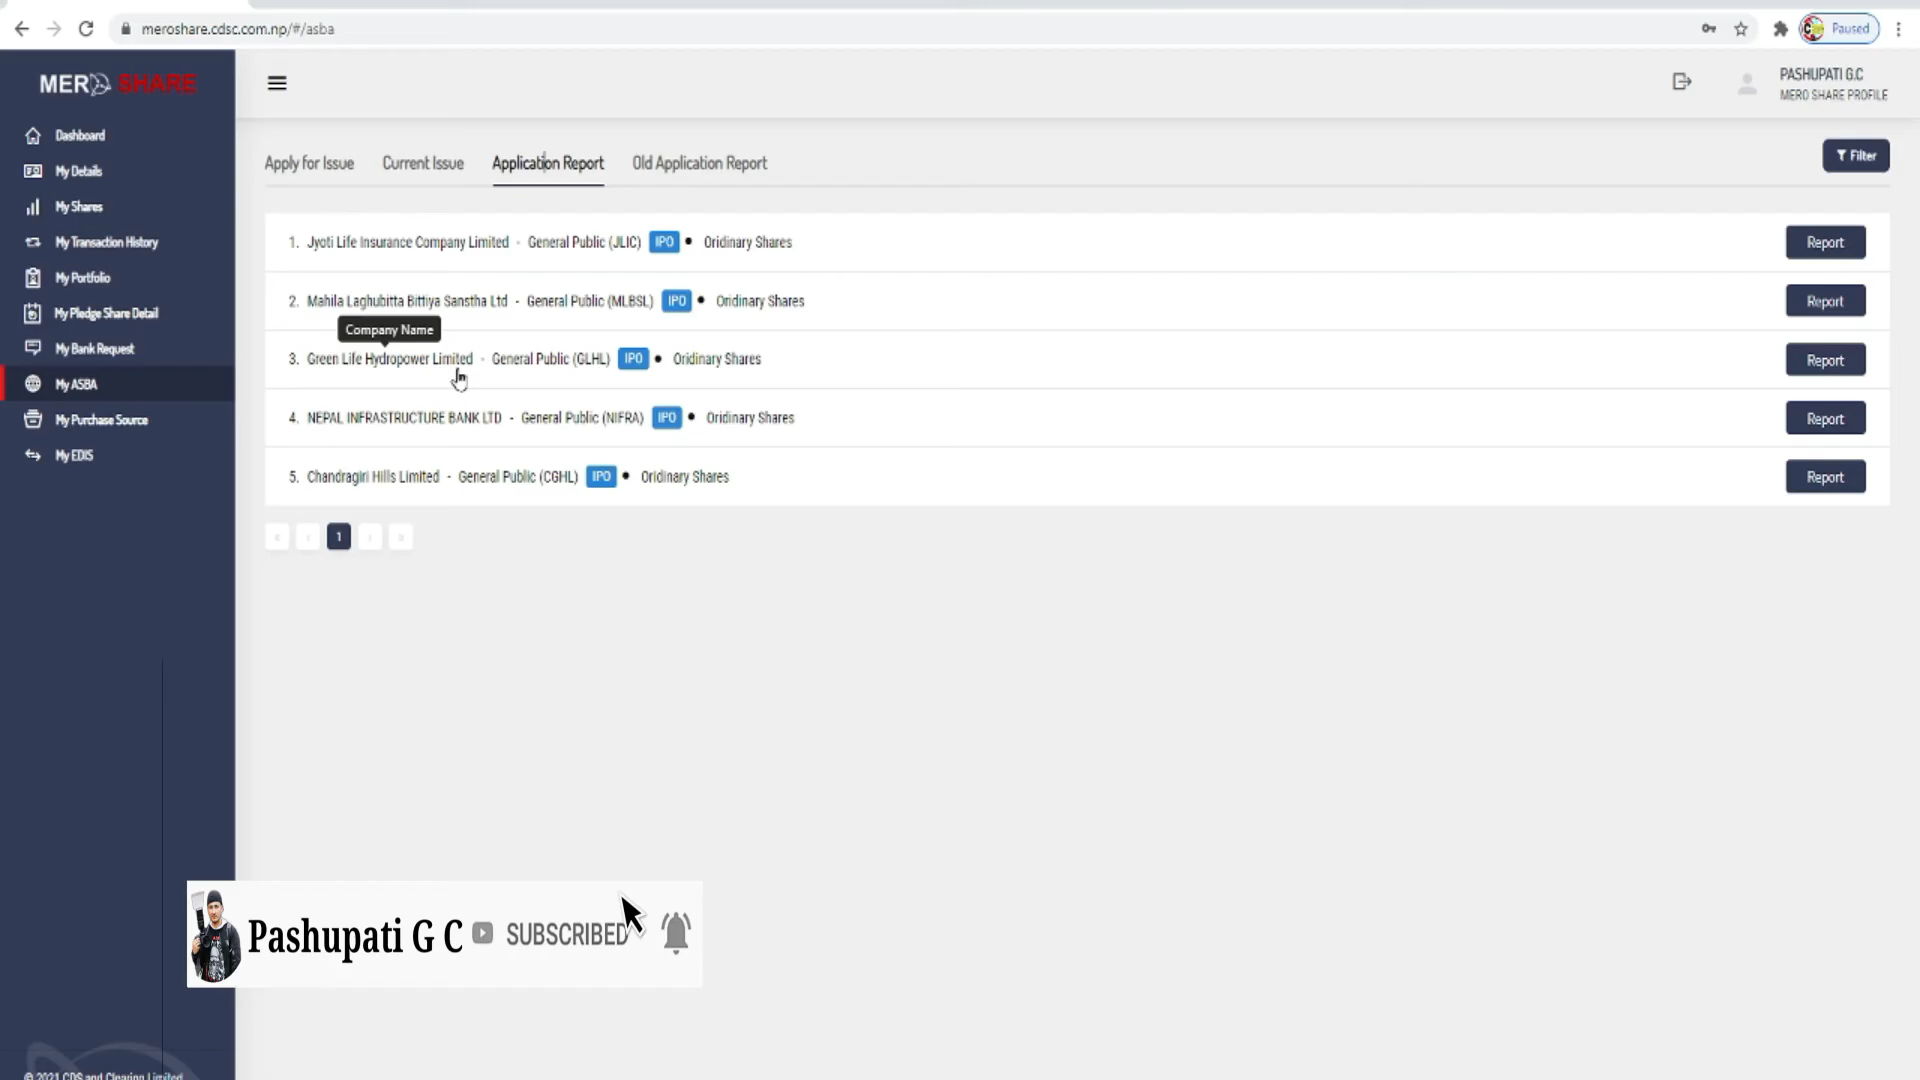 meroshare.cdsc.com.np/#/asba
Paused
MERO SHARE
PASHUPATI G.C
MERO SHARE PROFILE
Dashboard
My Details
My Shares
My Transaction History
My Portfolio
My Pledge Share Detail
My Bank Request
My ASBA
My Purchase Source
My EDIS
Apply for Issue
Current Issue
Application Report
Old Application Report
Filter
1. Jyoti Life Insurance Company Limited - General Public (JLIC) IPO • Oridinary Shares Report
2. Mahila Laghubitta Bittiya Sanstha Ltd - General Public (MLBSL) IPO • Oridinary Shares Report
Company Name
3. Green Life Hydropower Limited - General Public (GLHL) IPO • Oridinary Shares Report
4. NEPAL INFRASTRUCTURE BANK LTD - General Public (NIFRA) IPO • Oridinary Shares Report
5. Chandragiri Hills Limited - General Public (CGHL) IPO • Oridinary Shares Report
« ‹ 1 › »
Pashupati G C SUBSCRIBED
© 2021 CDS and Clearing Limited